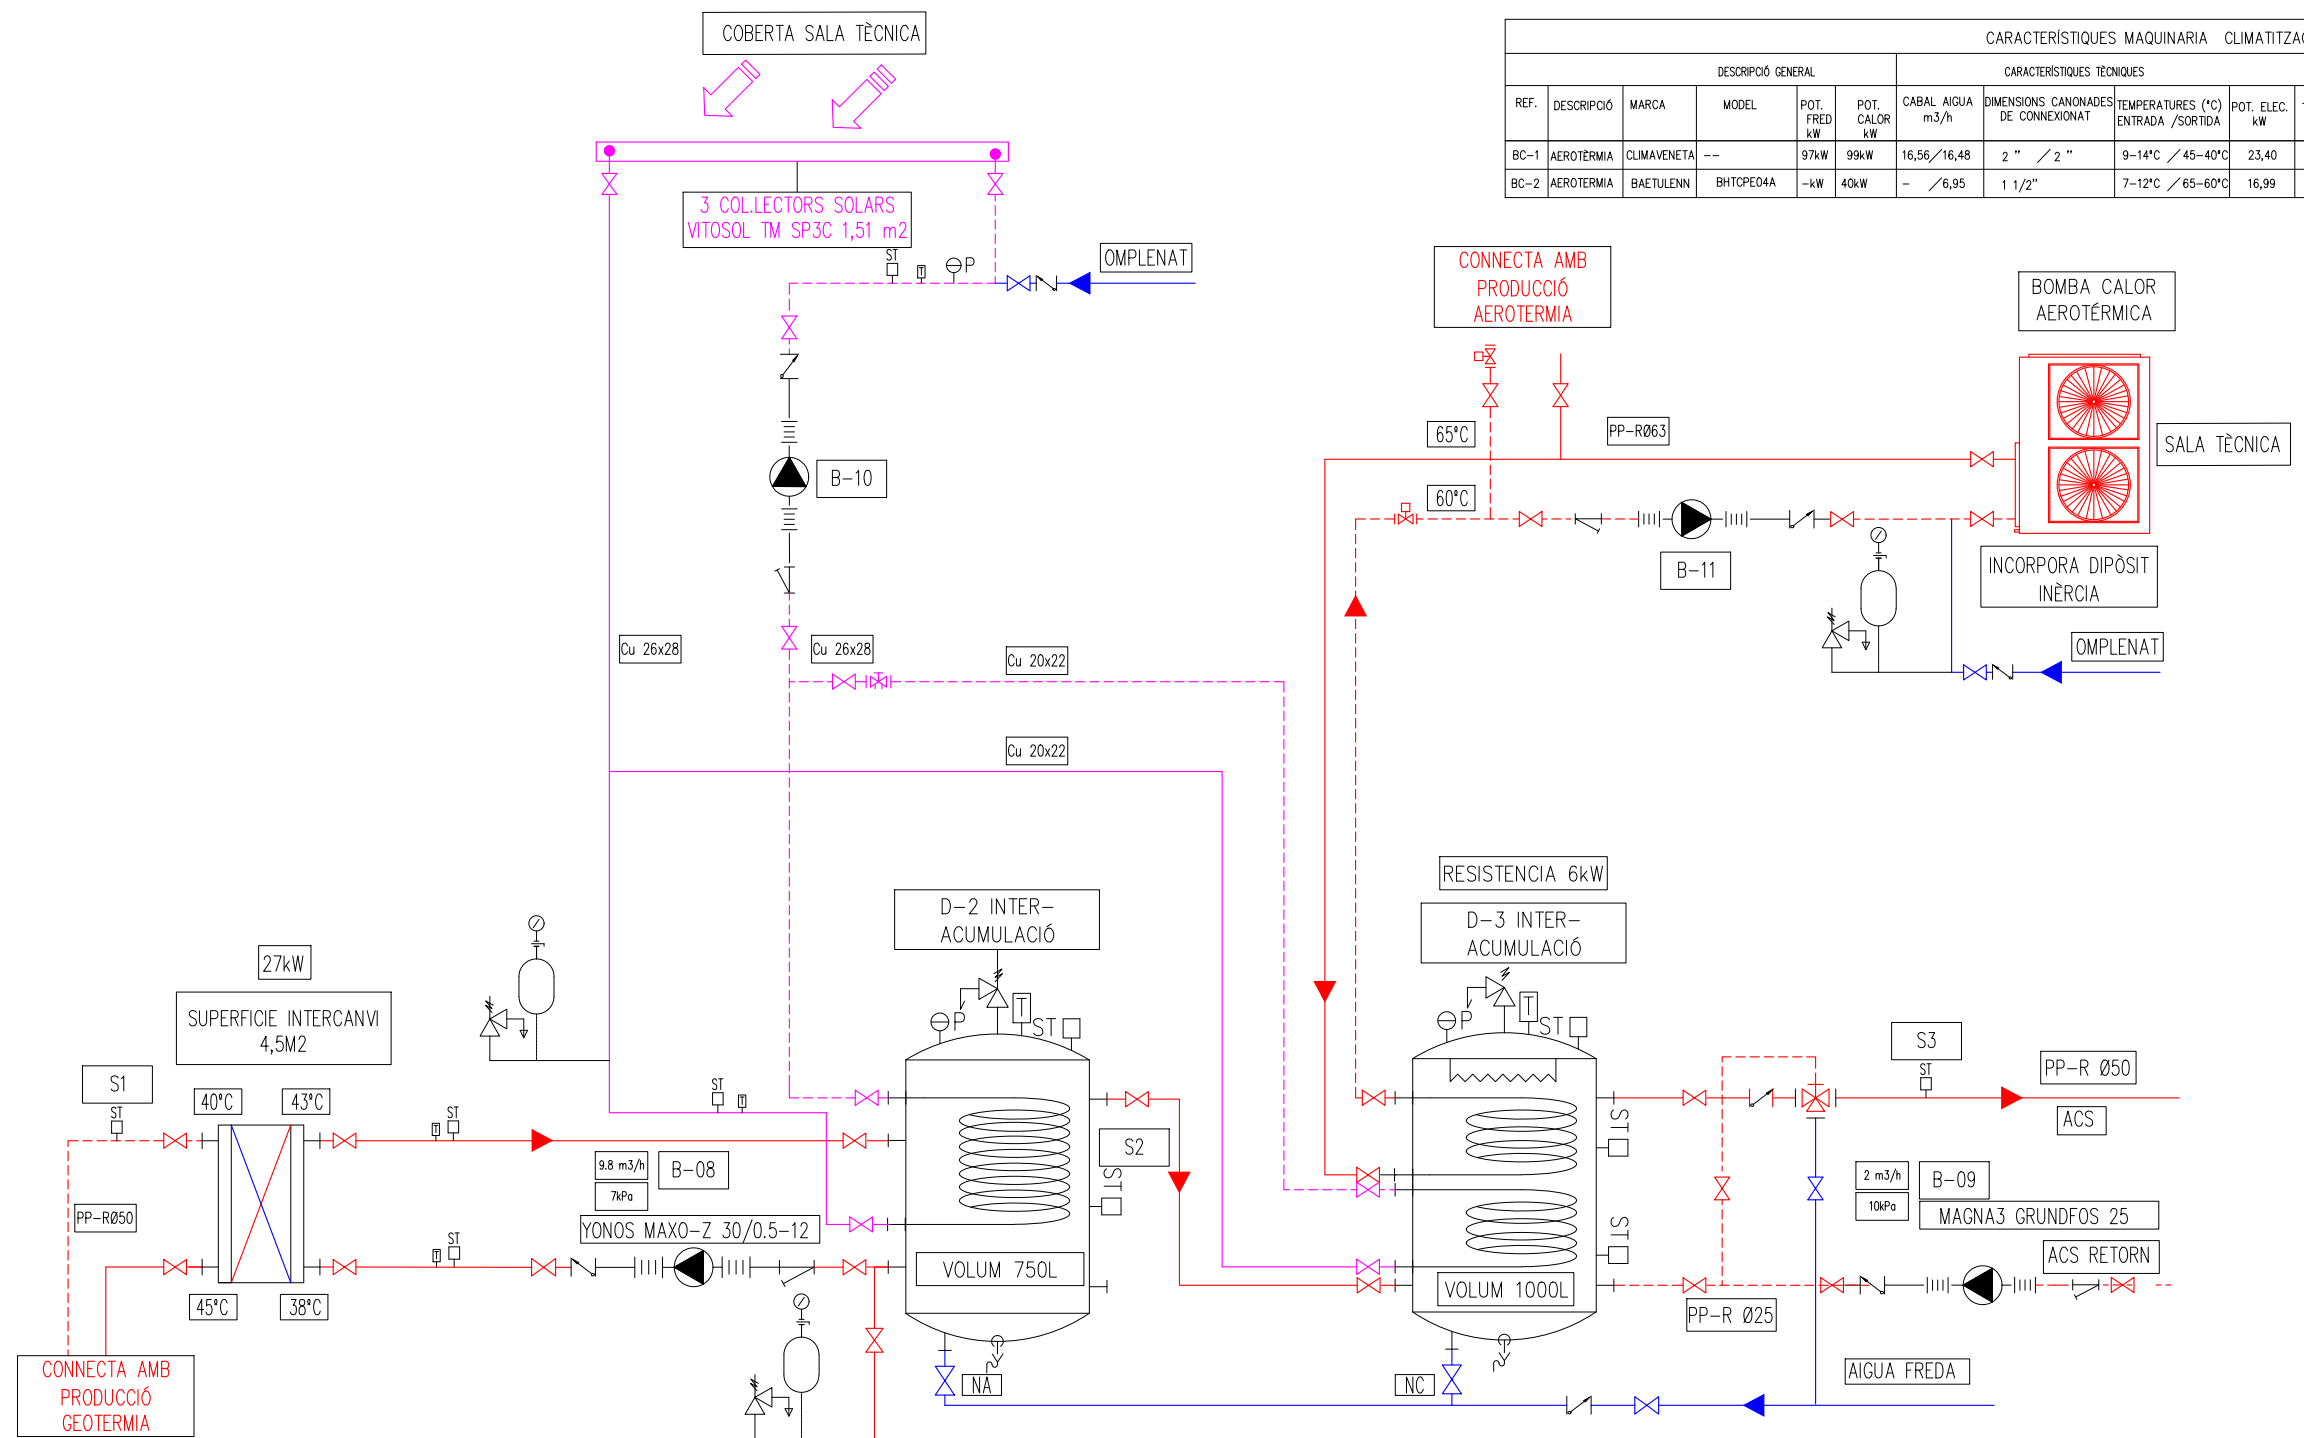 COBERTA SALA TÈCNICA
CARACTERÍSTIQUES MAQUINARIA CLIMATITZAC
DESCRIPCIÓ GENERAL
CARACTERÍSTIQUES TÈCNIQUES
REF. DESCRIPCIÓ MARCA MODEL POT. FRED kW POT. CALOR kW CABAL AIGUA m3/h DIMENSIONS CANONADES DE CONNEXIONAT TEMPERATURES (°C) ENTRADA /SORTIDA POT. ELEC. kW
BC-1 AEROTÈRMIA CLIMAVENETA -- 97kW 99kW 16,56/16,48 2 " / 2 " 9-14°C / 45-40°C 23,40
BC-2 AEROTERMIA BAETULENN BHTCPE04A -kW 40kW - /6,95 1 1/2" 7-12°C / 65-60°C 16,99
3 COL.LECTORS SOLARS
VITOSOL TM SP3C 1,51 m2
ST
T
P
OMPLENAT
CONNECTA AMB
PRODUCCIÓ
AEROTERMIA
BOMBA CALOR
AEROTÉRMICA
65°C
PP-RØ63
SALA TÈCNICA
B-10
60°C
B-11
INCORPORA DIPÒSIT
INÈRCIA
OMPLENAT
Cu 26x28
Cu 26x28
Cu 20x22
Cu 20x22
RESISTENCIA 6kW
D-2 INTER-
ACUMULACIÓ
D-3 INTER-
ACUMULACIÓ
27kW
SUPERFICIE INTERCANVI
4,5M2
P
T
ST
P
T
ST
S1
ST
40°C
43°C
T
ST
ST
T
S2
ST
ST
ST
S3
ST
PP-R Ø50
ACS
9.8 m3/h
7kPa
B-08
YONOS MAXO-Z 30/0.5-12
2 m3/h
10kPa
B-09
MAGNA3 GRUNDFOS 25
ACS RETORN
PP-RØ50
T
ST
45°C
38°C
VOLUM 750L
VOLUM 1000L
PP-R Ø25
CONNECTA AMB
PRODUCCIÓ
GEOTERMIA
NA
NC
AIGUA FREDA